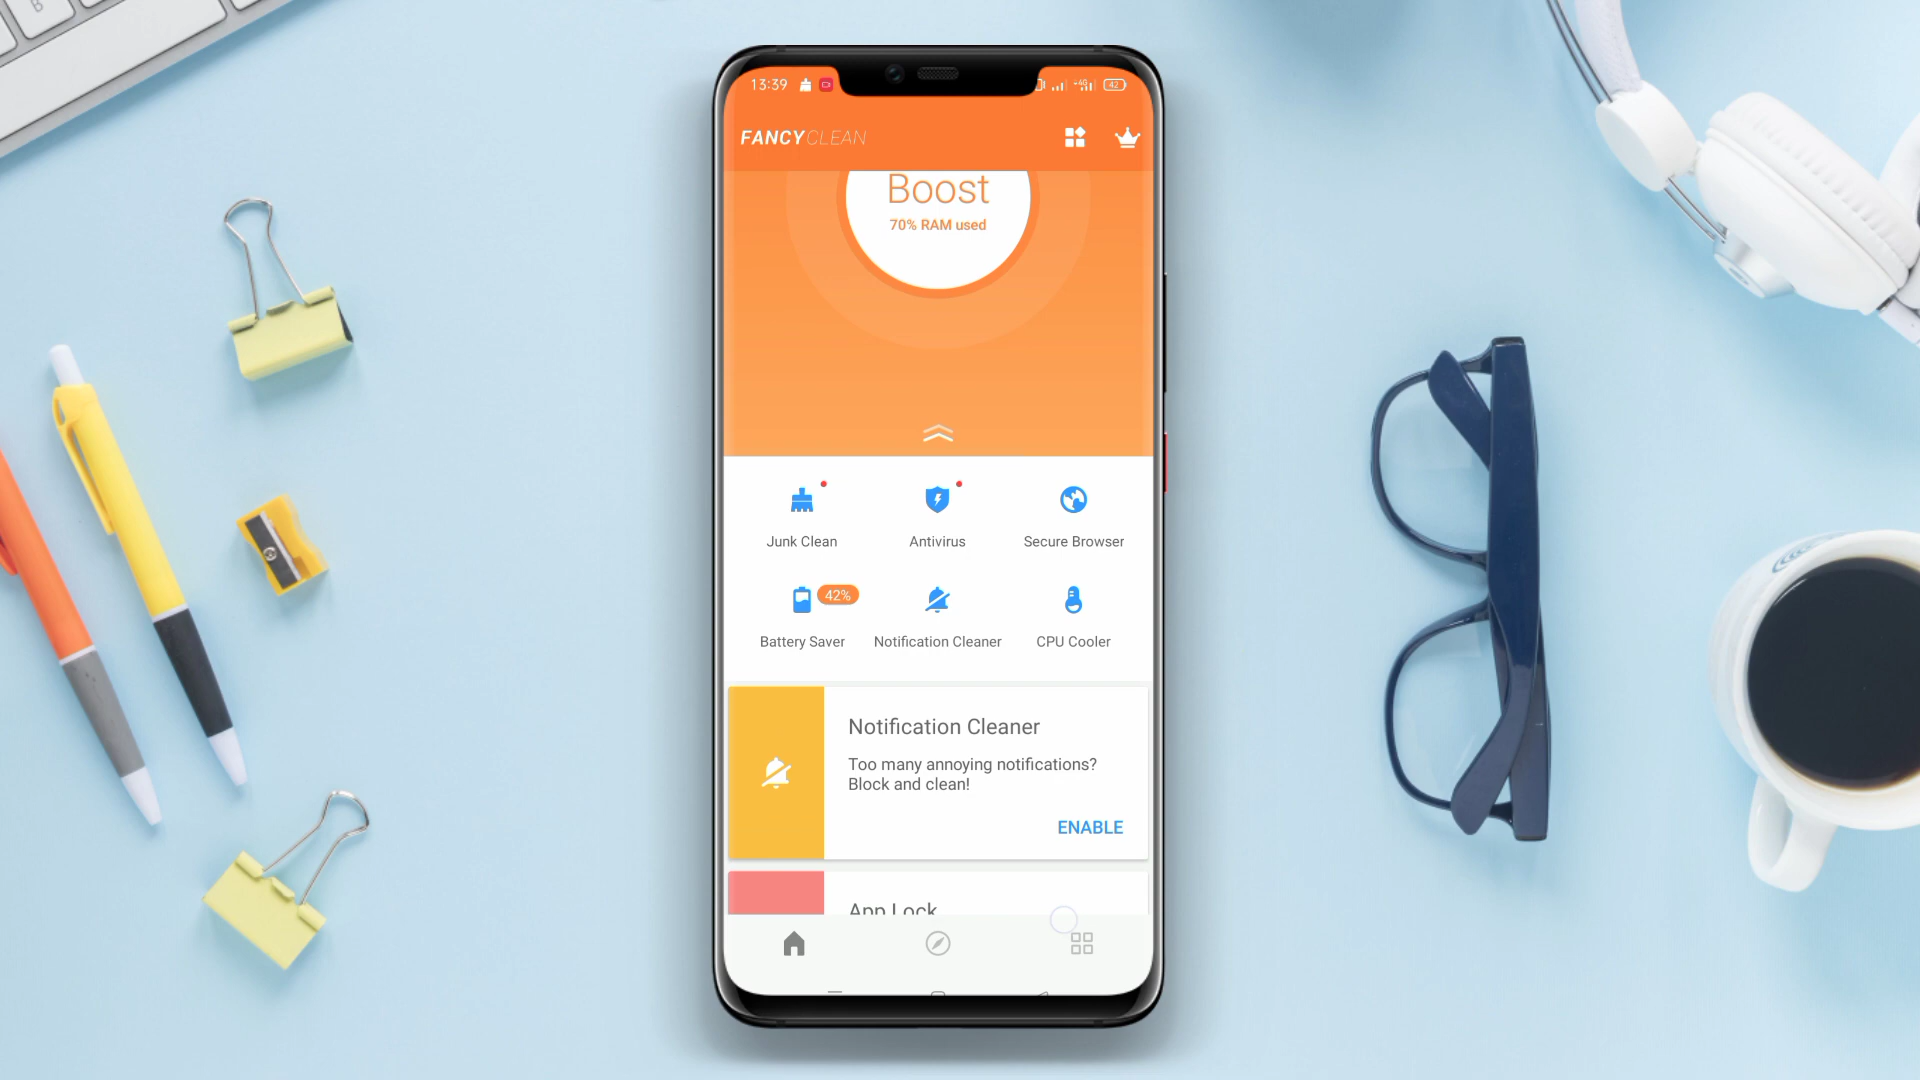 13:39
42
FANCYCLEAN
Boost
70% RAM used
Junk Clean
Antivirus
Secure Browser
42%
Battery Saver
Notification Cleaner
CPU Cooler
Notification Cleaner
Too many annoying notifications?
Block and clean!
ENABLE
App Lock